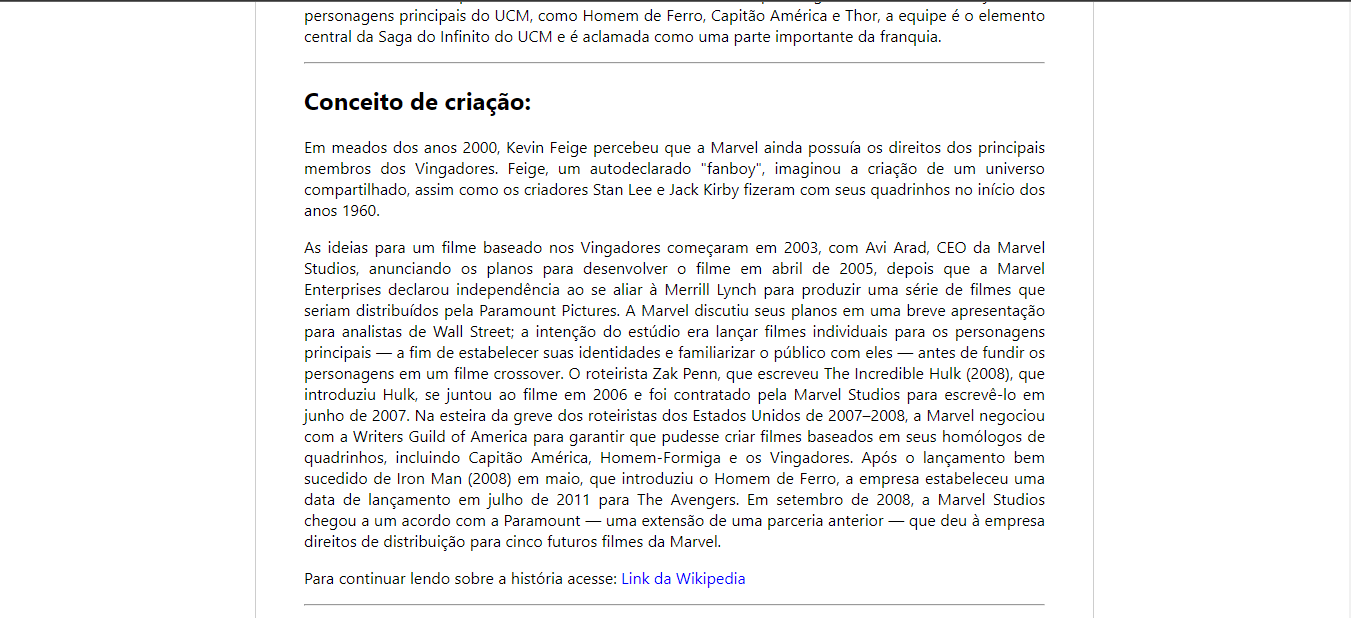 personagens principais do UCM, como Homem de Ferro, Capitão América e Thor, a equipe é o elemento
central da Saga do Infinito do UCM e é aclamada como uma parte importante da franquia.
Conceito de criação:
Em meados dos anos 2000, Kevin Feige percebeu que a Marvel ainda possuía os direitos dos principais
membros dos Vingadores. Feige, um autodeclarado "fanboy", imaginou a criação de um universo
compartilhado, assim como os criadores Stan Lee e Jack Kirby fizeram com seus quadrinhos no início dos
anos 1960.
As ideias para um filme baseado nos Vingadores começaram em 2003, com Avi Arad, CEO da Marvel
Studios, anunciando os planos para desenvolver o filme em abril de 2005, depois que a Marvel
Enterprises declarou independência ao se aliar à Merrill Lynch para produzir uma série de filmes que
seriam distribuídos pela Paramount Pictures. A Marvel discutiu seus planos em uma breve apresentação
para analistas de Wall Street; a intenção do estúdio era lançar filmes individuais para os personagens
principais — a fim de estabelecer suas identidades e familiarizar o público com eles — antes de fundir os
personagens em um filme crossover. O roteirista Zak Penn, que escreveu The Incredible Hulk (2008), que
introduziu Hulk, se juntou ao filme em 2006 e foi contratado pela Marvel Studios para escrevê-lo em
junho de 2007. Na esteira da greve dos roteiristas dos Estados Unidos de 2007–2008, a Marvel negociou
com a Writers Guild of America para garantir que pudesse criar filmes baseados em seus homólogos de
quadrinhos, incluindo Capitão América, Homem-Formiga e os Vingadores. Após o lançamento bem
sucedido de Iron Man (2008) em maio, que introduziu o Homem de Ferro, a empresa estabeleceu uma
data de lançamento em julho de 2011 para The Avengers. Em setembro de 2008, a Marvel Studios
chegou a um acordo com a Paramount — uma extensão de uma parceria anterior — que deu à empresa
direitos de distribuição para cinco futuros filmes da Marvel.
Para continuar lendo sobre a história acesse: Link da Wikipedia